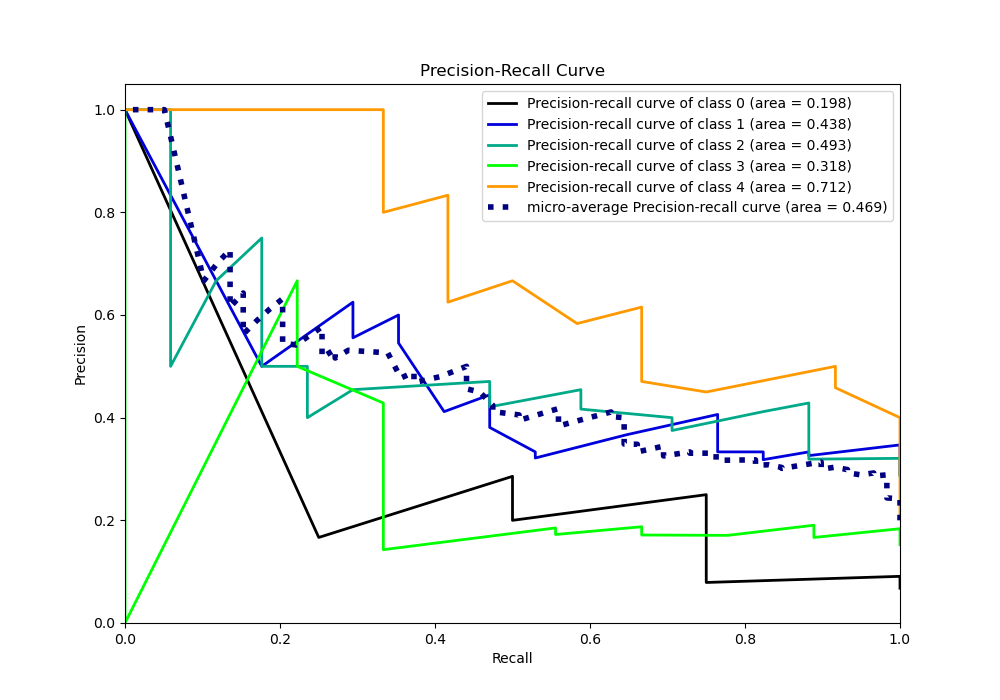 Precision-Recall Curve
Precision-recall curve of class 0 (area = 0.198)
Precision-recall curve of class 1 (area = 0.438)
Precision-recall curve of class 2 (area = 0.493)
Precision-recall curve of class 3 (area = 0.318)
Precision-recall curve of class 4 (area = 0.712)
micro-average Precision-recall curve (area = 0.469)
1.0
0.8
0.6
0.4
0.2
0.0
Precision
0.0 0.2 0.4 0.6 0.8 1.0
Recall